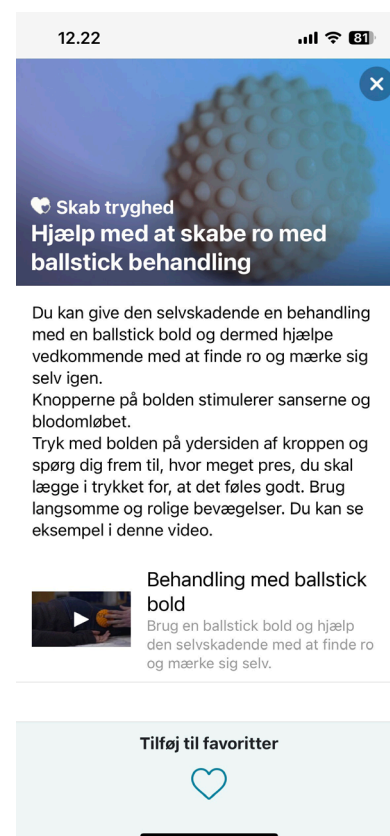 12.22
81
Skab tryghed
Hjælp med at skabe ro med
ballstick behandling
Du kan give den selvskadende en behandling
med en ballstick bold og dermed hjælpe
vedkommende med at finde ro og mærke sig
selv igen.
Knopperne på bolden stimulerer sanserne og
blodomløbet.
Tryk med bolden på ydersiden af kroppen og
spørg dig frem til, hvor meget pres, du skal
lægge i trykket for, at det føles godt. Brug
langsomme og rolige bevægelser. Du kan se
eksempel i denne video.
Behandling med ballstick
bold
Brug en ballstick bold og hjælp
den selvskadende med at finde ro
og mærke sig selv.
Tilføj til favoritter